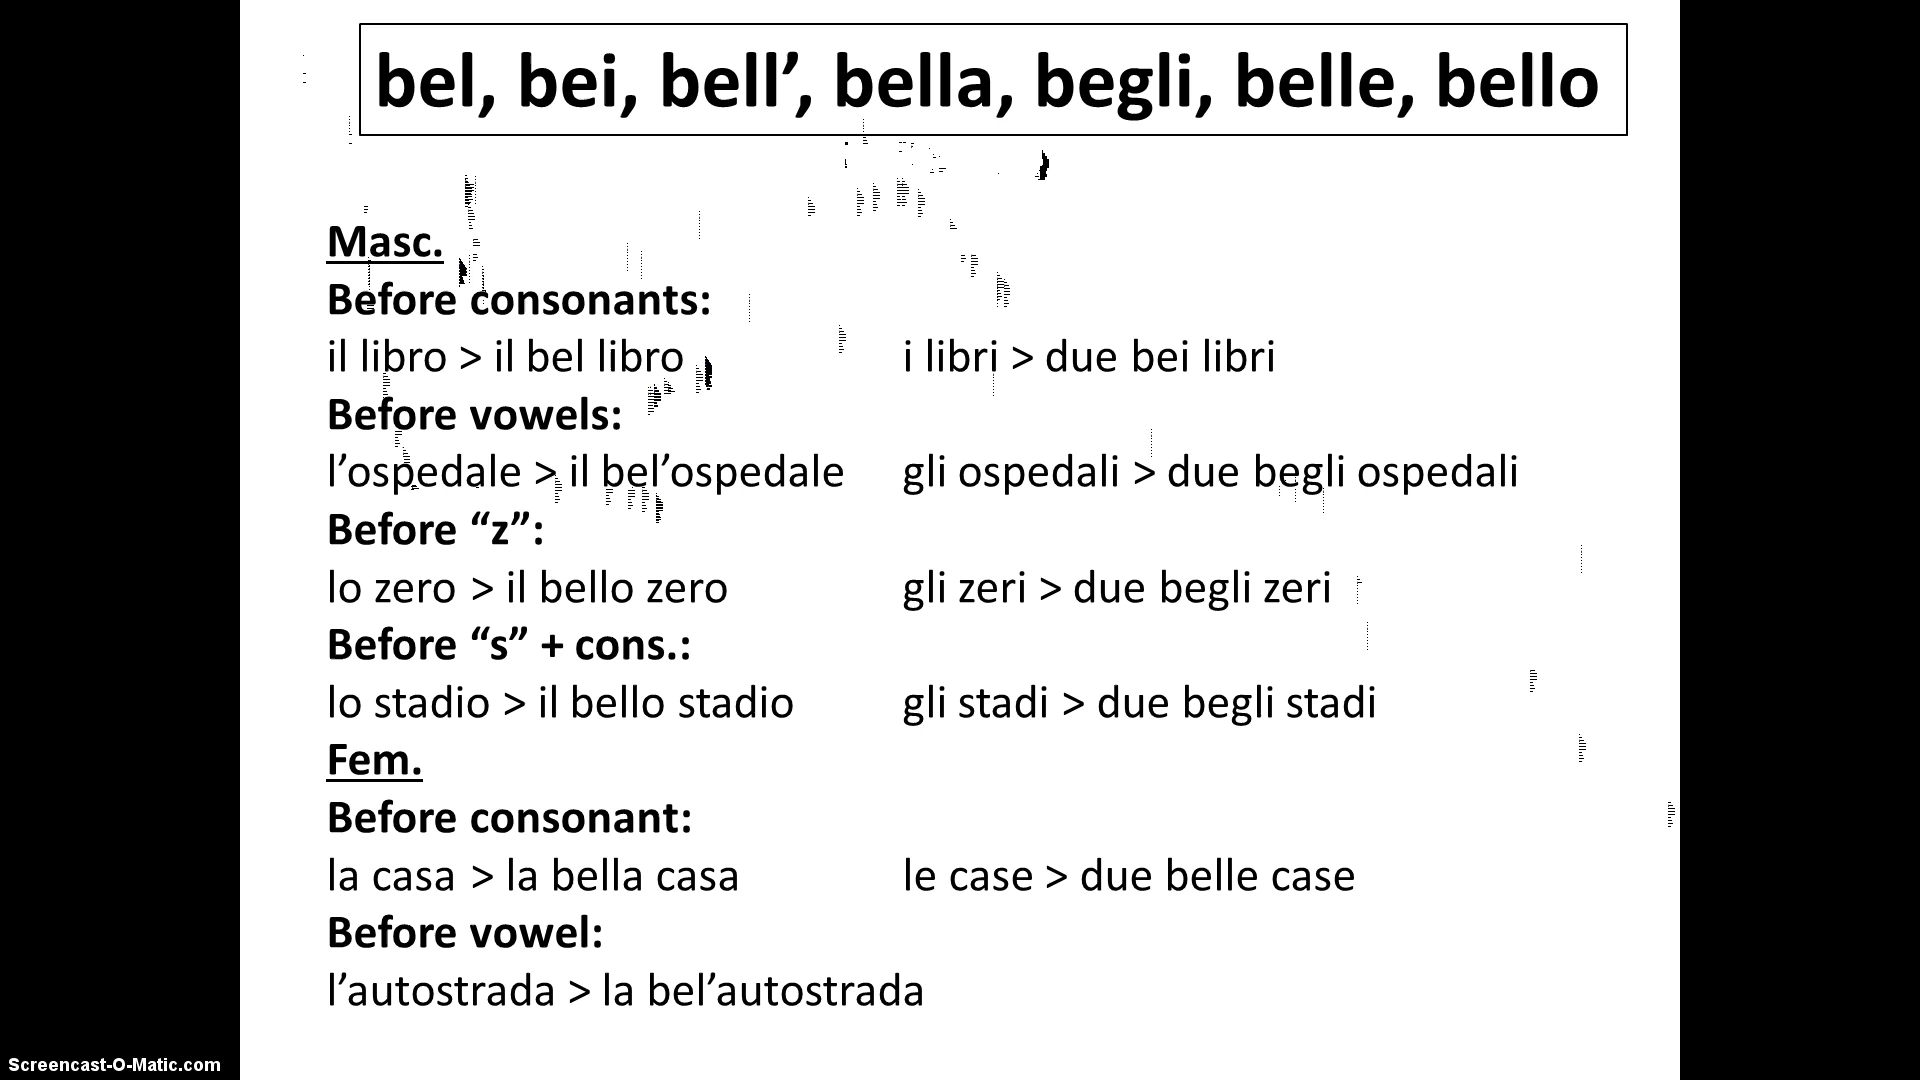 bel, bei, bell’, bella, begli, belle, bello
Masc.
Before consonants:
il libro > il bel libro i libri > due bei libri
Before vowels:
l’ospedale > il bel’ospedale gli ospedali > due begli ospedali
Before “z”:
lo zero > il bello zero gli zeri > due begli zeri
Before “s” + cons.:
lo stadio > il bello stadio gli stadi > due begli stadi
Fem.
Before consonant:
la casa > la bella casa le case > due belle case
Before vowel:
l’autostrada > la bel’autostrada
Screencast-O-Matic.com